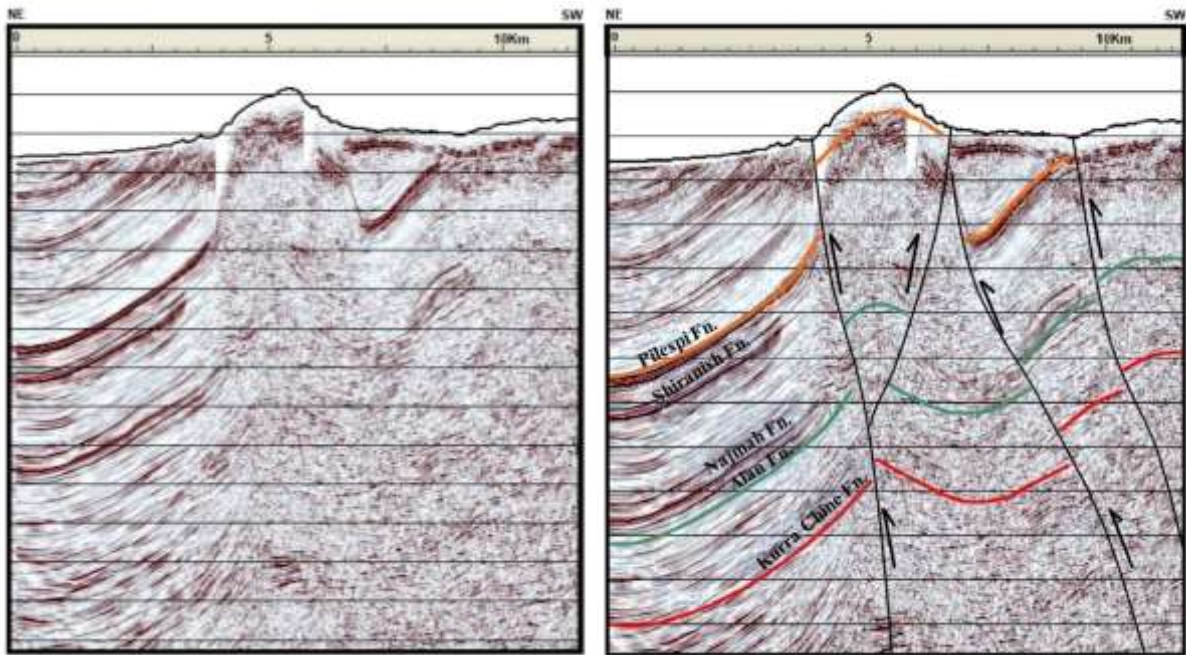 NE SW
0 5 10Km
NE SW
0 5 10Km
Pilespi Fn.
Shiranish Fn.
Najmah Fn.
Alan Fn.
Kurra Chine Fn.